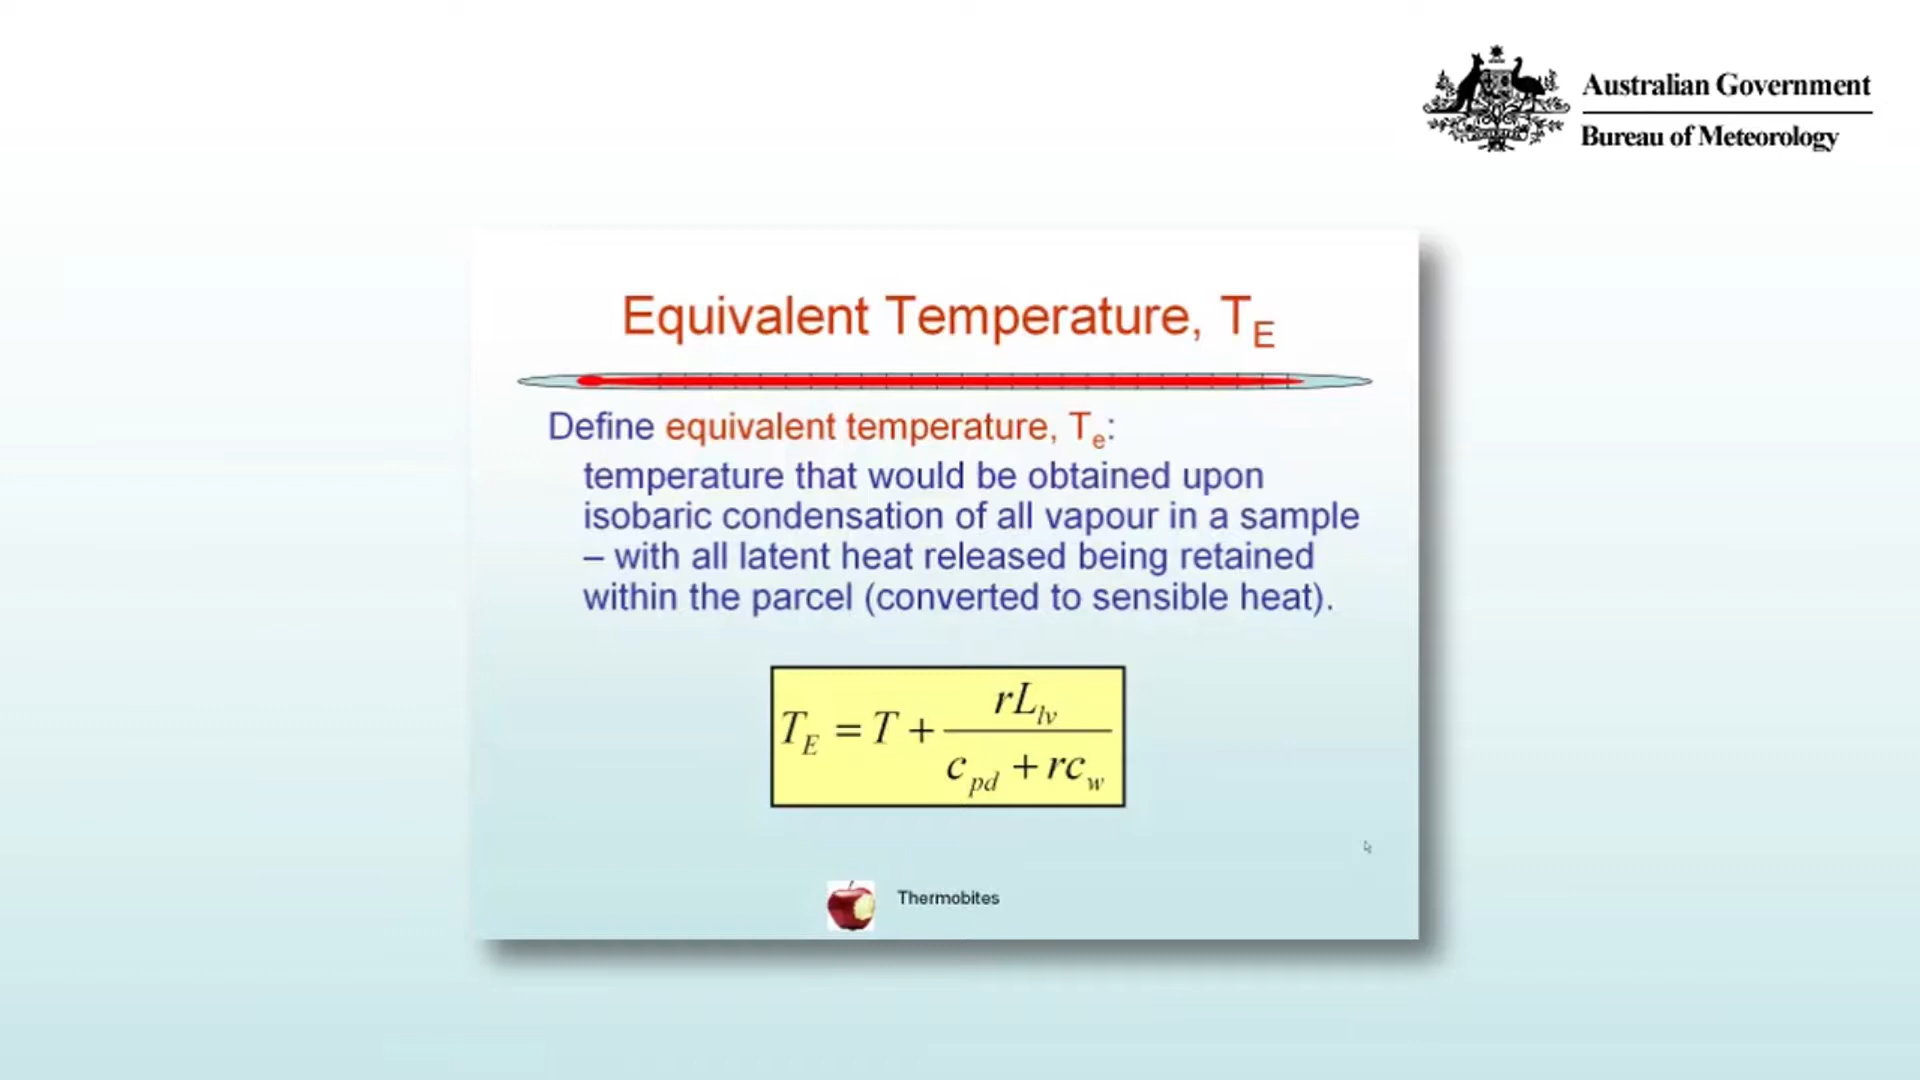 Australian Government
Bureau of Meteorology
Equivalent Temperature, T_E
Define equivalent temperature, T_e:
temperature that would be obtained upon
isobaric condensation of all vapour in a sample
– with all latent heat released being retained
within the parcel (converted to sensible heat).
T_E = T + rL_lv / (c_pd + rc_w)
Thermobites